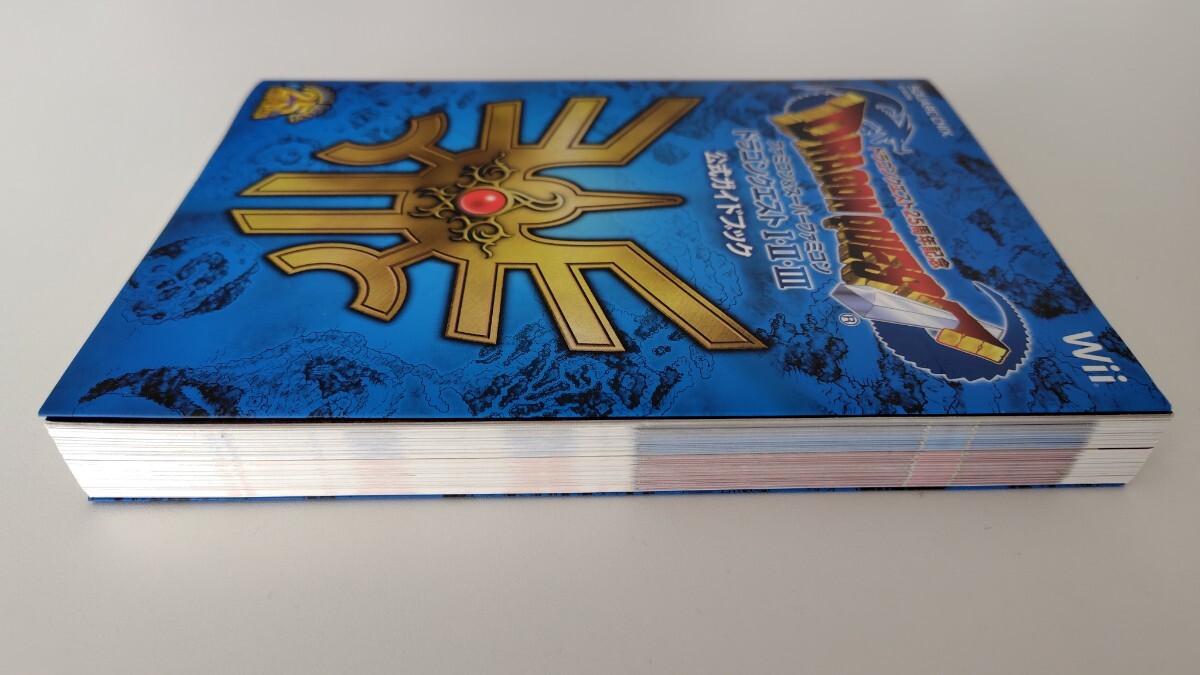 Wii
ドラゴンクエスト25周年記念
DRAGON QUEST
®
ファミコン&スーパーファミコン
ドラゴンクエストI・II・III
公式ガイドブック